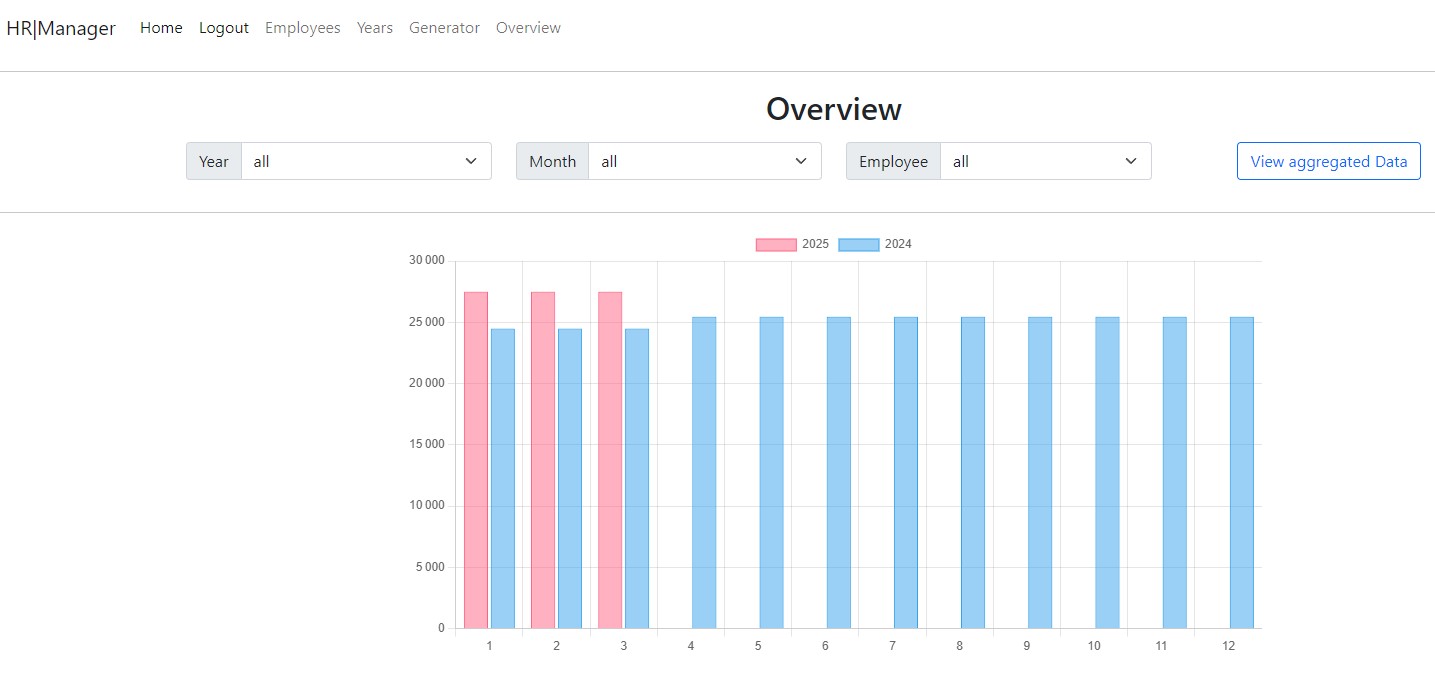 HR|Manager Home Logout Employees Years Generator Overview
Overview
Year all Month all Employee all View aggregated Data
2025 2024
30 000
25 000
20 000
15 000
10 000
5 000
0
1 2 3 4 5 6 7 8 9 10 11 12